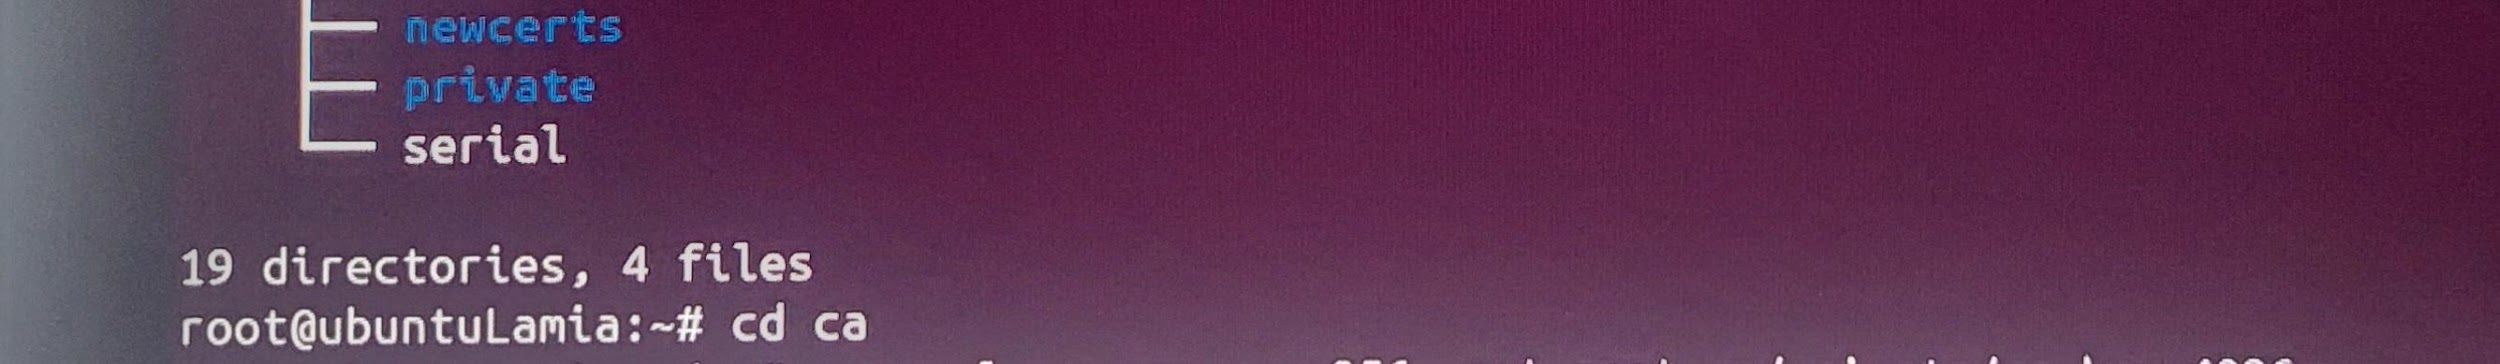 newcerts
private
serial
19 directories, 4 files
root@ubuntuLamia:~# cd ca